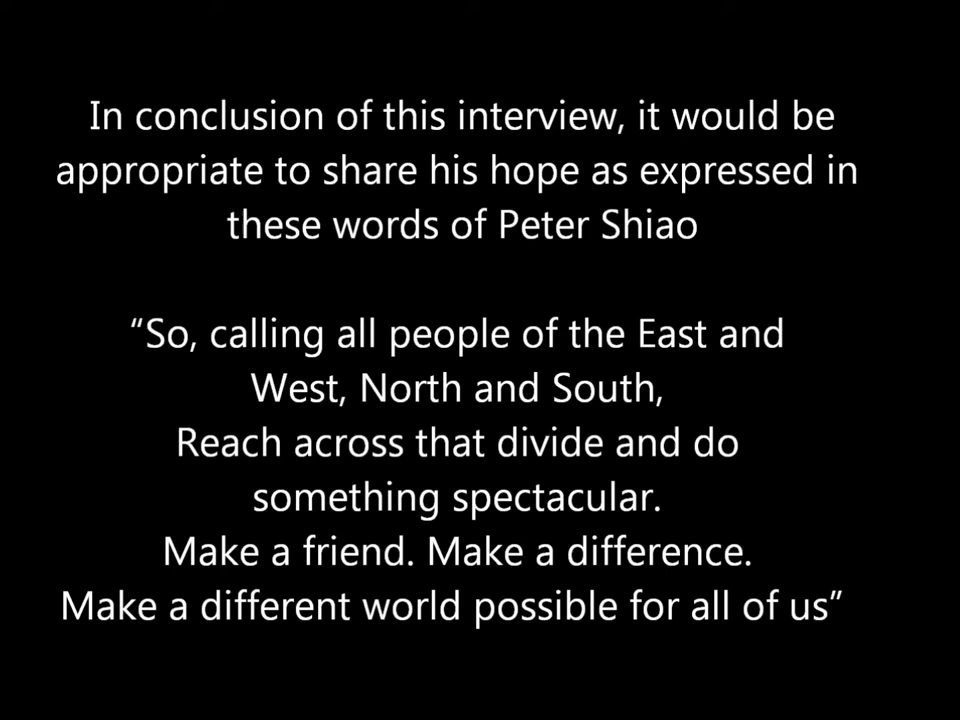 In conclusion of this interview, it would be
appropriate to share his hope as expressed in
these words of Peter Shiao
“So, calling all people of the East and
West, North and South,
Reach across that divide and do
something spectacular.
Make a friend. Make a difference.
Make a different world possible for all of us”